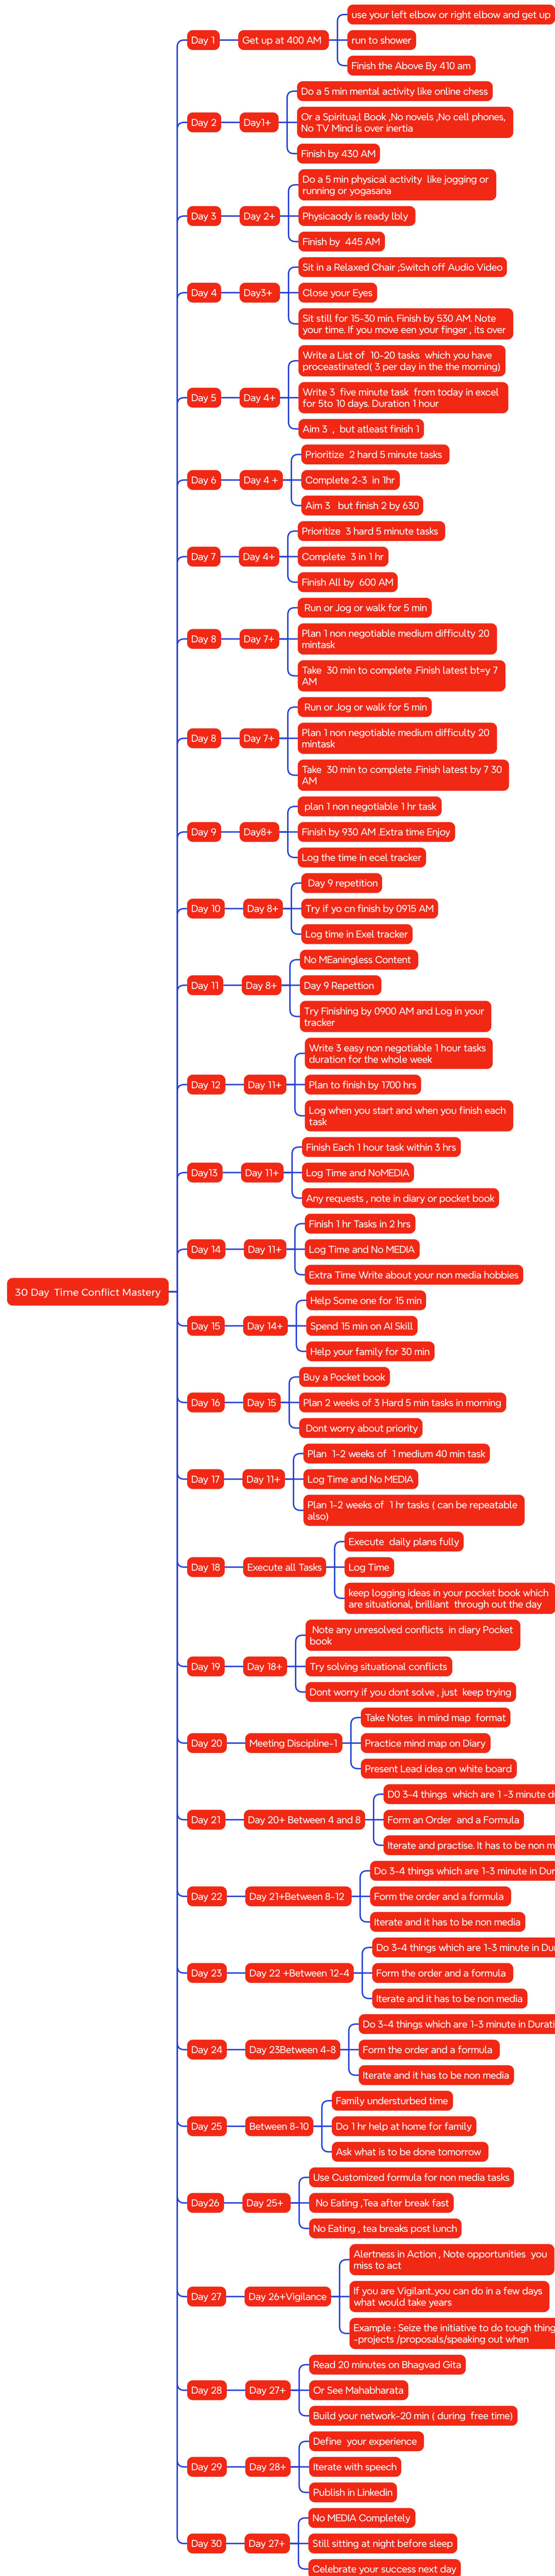 30 Day  Time Conflict Mastery
Day 1
Get up at 400 AM
use your left elbow or right elbow and get up
run to shower
Finish the Above By 410 am
Day 2
Day1+
Do a 5 min mental activity like online chess
Or a Spiritua;l Book ,No novels ,No cell phones,
No TV Mind is over inertia
Finish by 430 AM
Day 3
Day 2+
Do a 5 min physical activity  like jogging or
running or yogasana
Physicaody is ready lbly
Finish by  445 AM
Day 4
Day3+
Sit in a Relaxed Chair ;Switch off Audio Video
Close your Eyes
Sit still for 15-30 min. Finish by 530 AM. Note
your time. If you move een your finger , its over
Day 5
Day 4+
Write a List of  10-20 tasks  which you have
proceastinated( 3 per day in the the morning)
Write 3  five minute task  from today in excel
for 5to 10 days. Duration 1 hour
Aim 3  ,  but atleast finish 1
Day 6
Day 4 +
Prioritize  2 hard 5 minute tasks
Complete 2-3  in 1hr
Aim 3   but finish 2 by 630
Day 7
Day 4+
Prioritize  3 hard 5 minute tasks
Complete  3 in 1 hr
Finish All by  600 AM
Day 8
Day 7+
Run or Jog or walk for 5 min
Plan 1 non negotiable medium difficulty 20
mintask
Take  30 min to complete .Finish latest bt=y 7
AM
Day 8
Day 7+
Run or Jog or walk for 5 min
Plan 1 non negotiable medium difficulty 20
mintask
Take  30 min to complete .Finish latest by 7 30
AM
Day 9
Day8+
plan 1 non negotiable 1 hr task
Finish by 930 AM .Extra time Enjoy
Log the time in ecel tracker
Day 10
Day 8+
Day 9 repetition
Try if yo cn finish by 0915 AM
Log time in Exel tracker
Day 11
Day 8+
No MEaningless Content
Day 9 Repettion
Try Finishing by 0900 AM and Log in your
tracker
Day 12
Day 11+
Write 3 easy non negotiable 1 hour tasks
duration for the whole week
Plan to finish by 1700 hrs
Log when you start and when you finish each
task
Day13
Day 11+
Finish Each 1 hour task within 3 hrs
Log Time and NoMEDIA
Any requests , note in diary or pocket book
Day 14
Day 11+
Finish 1 hr Tasks in 2 hrs
Log Time and No MEDIA
Extra Time Write about your non media hobbies
Day 15
Day 14+
Help Some one for 15 min
Spend 15 min on AI Skill
Help your family for 30 min
Day 16
Day 15
Buy a Pocket book
Plan 2 weeks of 3 Hard 5 min tasks in morning
Dont worry about priority
Day 17
Day 11+
Plan  1-2 weeks of  1 medium 40 min task
Log Time and No MEDIA
Plan 1-2 weeks of  1 hr tasks ( can be repeatable
also)
Day 18
Execute all Tasks
Execute  daily plans fully
Log Time
keep logging ideas in your pocket book which
are situational, brilliant  through out the day
Day 19
Day 18+
Note any unresolved conflicts  in diary Pocket
book
Try solving situational conflicts
Dont worry if you dont solve , just  keep trying
Day 20
Meeting Discipline-1
Take Notes  in mind map  format
Practice mind map on Diary
Present Lead idea on white board
Day 21
Day 20+ Between 4 and 8
D0 3-4 things  which are 1 -3 minute
Form an Order  and a Formula
Iterate and practise. It has to be non
Day 22
Day 21+Between 8-12
Do 3-4 things which are 1-3 minute in
Form the order and a formula
Iterate and it has to be non media
Day 23
Day 22 +Between 12-4
Do 3-4 things which are 1-3 minute in
Form the order and a formula
Iterate and it has to be non media
Day 24
Day 23Between 4-8
Do 3-4 things which are 1-3 minute in
Form the order and a formula
Iterate and it has to be non media
Day 25
Between 8-10
Family understurbed time
Do 1 hr help at home for family
Ask what is to be done tomorrow
Day26
Day 25+
Use Customized formula for non media tasks
No Eating ,Tea after break fast
No Eating , tea breaks post lunch
Day 27
Day 26+Vigilance
Alertness in Action , Note opportunities  you
miss to act
If you are Vigilant..you can do in a few days
what would take years
Example : Seize the initiative to do tough
-projects /proposals/speaking out when
Day 28
Day 27+
Read 20 minutes on Bhagvad Gita
Or See Mahabharata
Build your network-20 min ( during  free time)
Day 29
Day 28+
Define  your experience
Iterate with speech
Publish in Linkedin
Day 30
Day 27+
No MEDIA Completely
Still sitting at night before sleep
Celebrate your success next day